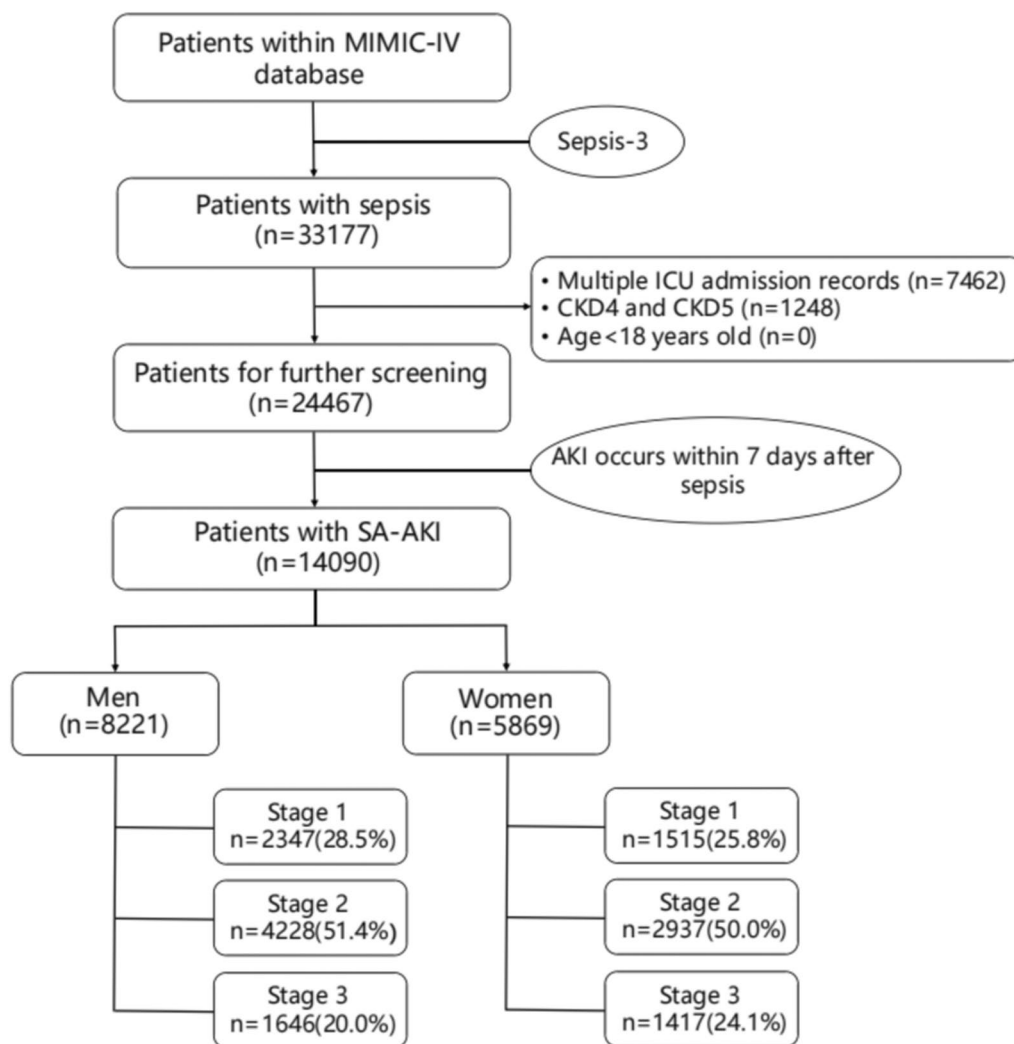 Patients within MIMIC-IV
database
Sepsis-3
Patients with sepsis
(n=33177)
• Multiple ICU admission records (n=7462)
• CKD4 and CKD5 (n=1248)
• Age<18 years old (n=0)
Patients for further screening
(n=24467)
AKI occurs within 7 days after
sepsis
Patients with SA-AKI
(n=14090)
Men
(n=8221)
Women
(n=5869)
Stage 1
n=2347(28.5%)
Stage 1
n=1515(25.8%)
Stage 2
n=4228(51.4%)
Stage 2
n=2937(50.0%)
Stage 3
n=1646(20.0%)
Stage 3
n=1417(24.1%)